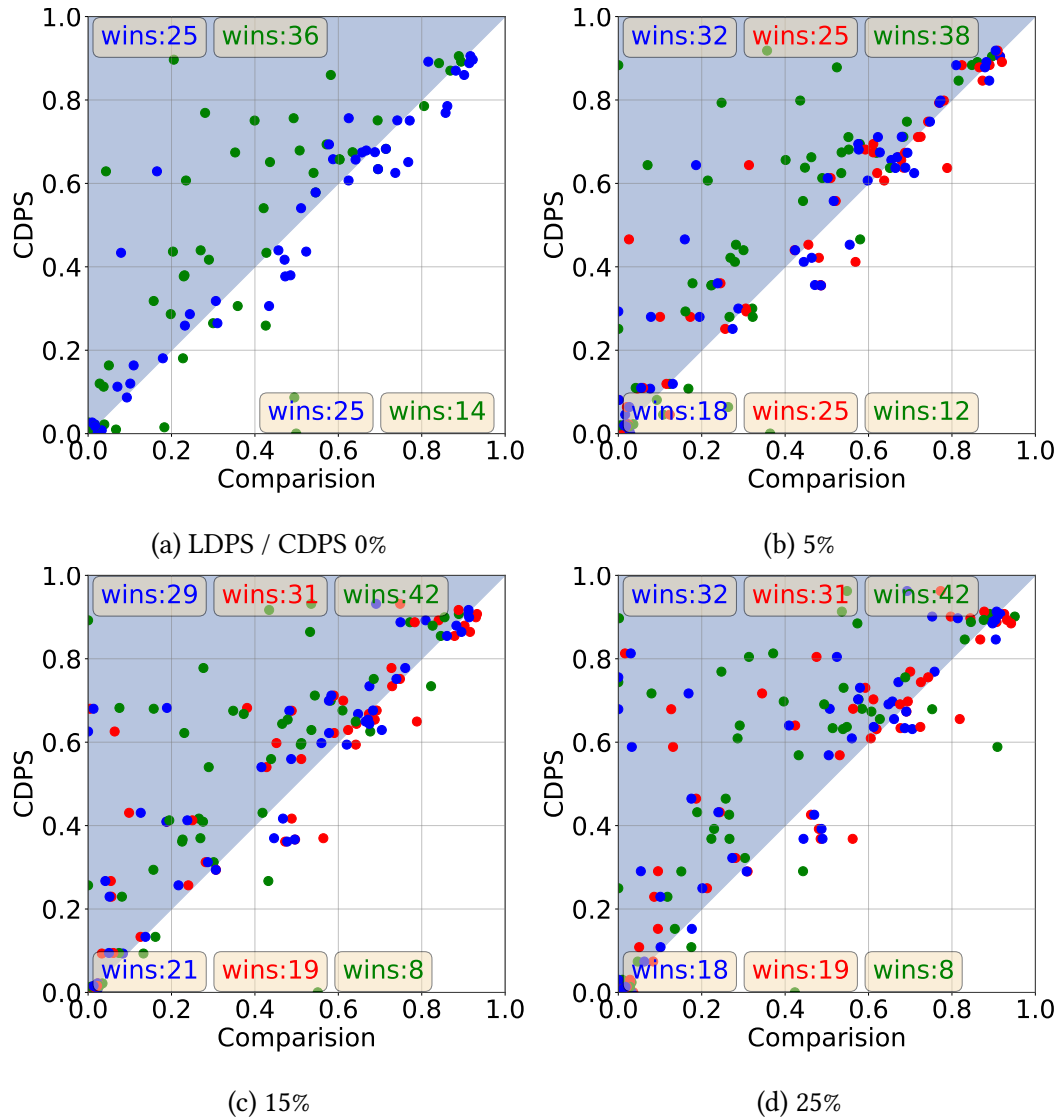 1.0
wins:25 wins:36
0.8
0.6
CDPS
0.4
0.2
wins:25 wins:14
0.0
0.0 0.2 0.4 0.6 0.8 1.0
Comparision
(a) LDPS / CDPS 0%
1.0
wins:32 wins:25 wins:38
0.8
0.6
CDPS
0.4
0.2
wins:18 wins:25 wins:12
0.0
0.0 0.2 0.4 0.6 0.8 1.0
Comparision
(b) 5%
1.0
wins:29 wins:31 wins:42
0.8
0.6
CDPS
0.4
0.2
wins:21 wins:19 wins:8
0.0
0.0 0.2 0.4 0.6 0.8 1.0
Comparision
(c) 15%
1.0
wins:32 wins:31 wins:42
0.8
0.6
CDPS
0.4
0.2
wins:18 wins:19 wins:8
0.0
0.0 0.2 0.4 0.6 0.8 1.0
Comparision
(d) 25%